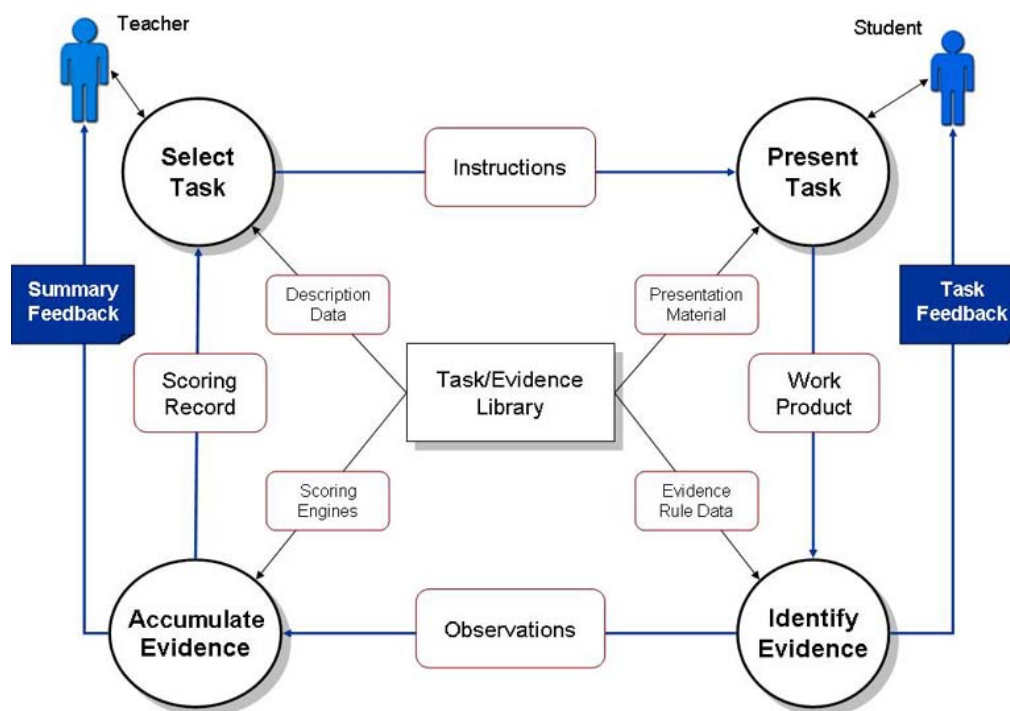 Teacher
Student
Select
Task
Instructions
Present
Task
Summary
Feedback
Description
Data
Presentation
Material
Task
Feedback
Scoring
Record
Task/Evidence
Library
Work
Product
Scoring
Engines
Evidence
Rule Data
Accumulate
Evidence
Observations
Identify
Evidence